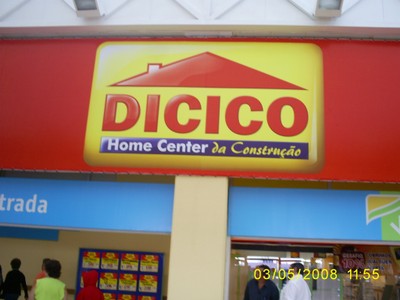 DICICO
Home Center da Construção
trada
03/05/2008 11:55